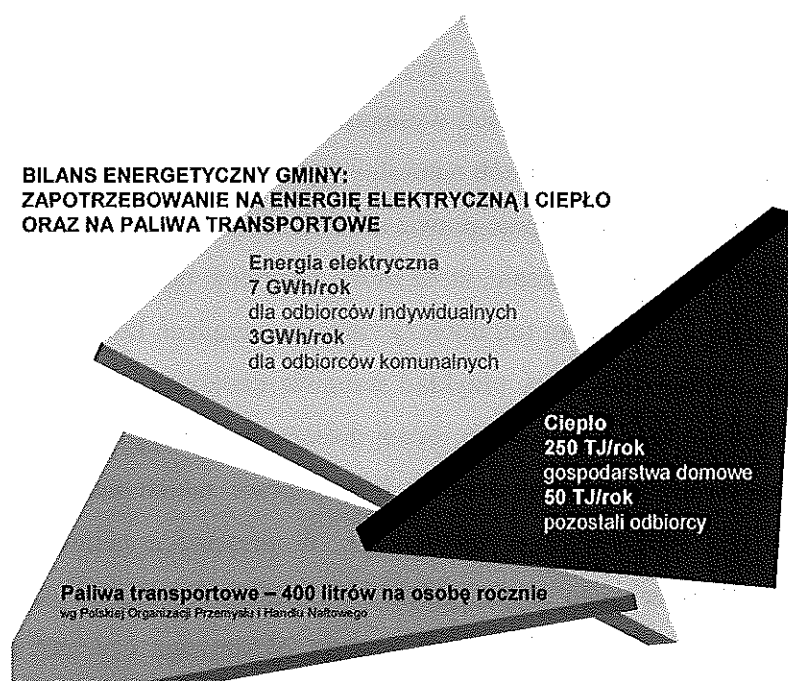 BILANS ENERGETYCZNY GMINY:
ZAPOTRZEBOWANIE NA ENERGIĘ ELEKTRYCZNĄ I CIEPŁO
ORAZ NA PALIWA TRANSPORTOWE
Energia elektryczna
7 GWh/rok
dla odbiorców indywidualnych
3GWh/rok
dla odbiorców komunalnych
Ciepło
250 TJ/rok
gospodarstwa domowe
50 TJ/rok
pozostali odbiorcy
Paliwa transportowe – 400 litrów na osobę rocznie
wg Polskiej Organizacji Przemysłu i Handlu Naftowego